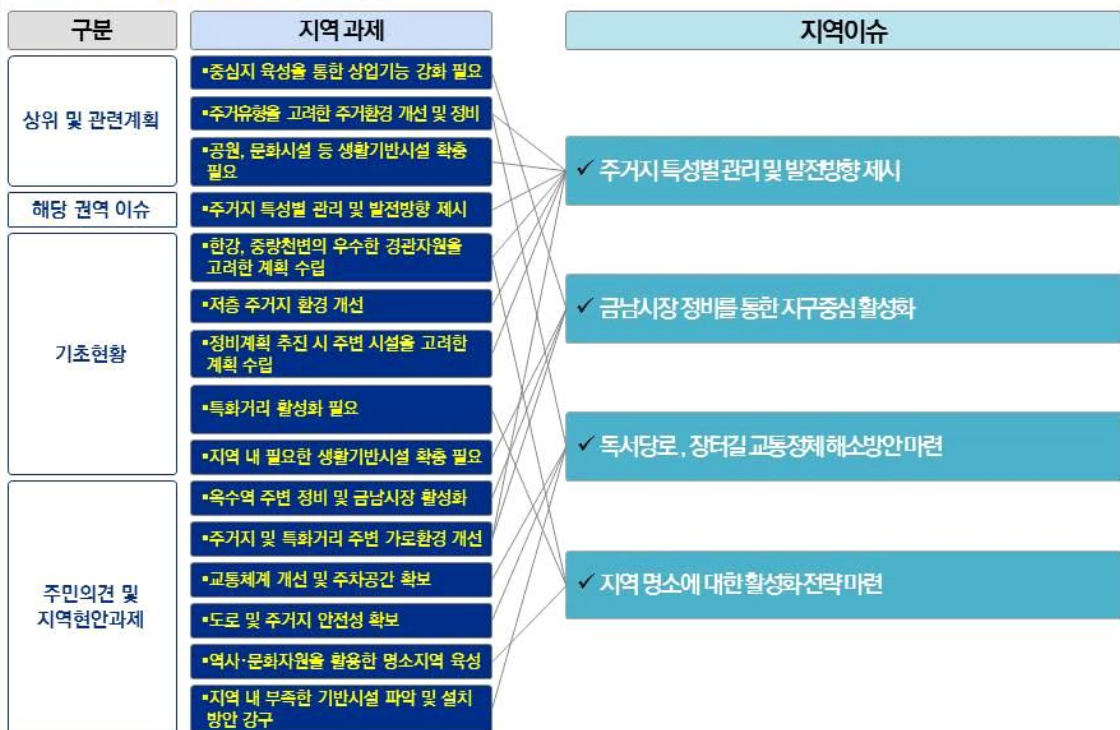 구분
지역 과제
지역이슈
상위 및 관련계획
▪중심지 육성을 통한 상업기능 강화 필요
▪주거유형을 고려한 주거환경 개선 및 정비
▪공원, 문화시설 등 생활기반시설 확충
필요
해당 권역 이슈
▪주거지 특성별 관리 및 발전방향 제시
기초현황
▪한강, 중랑천변의 우수한 경관자원을
고려한 계획 수립
▪저층 주거지 환경 개선
▪정비계획 추진 시 주변 시설을 고려한
계획 수립
▪특화거리 활성화 필요
▪지역 내 필요한 생활기반시설 확충 필요
주민의견 및
지역현안과제
▪옥수역 주변 정비 및 금남시장 활성화
▪주거지 및 특화거리 주변 가로환경 개선
▪교통체계 개선 및 주차공간 확보
▪도로 및 주거지 안전성 확보
▪역사·문화자원을 활용한 명소지역 육성
▪지역 내 부족한 기반시설 파악 및 설치
방안 강구
✓ 주거지 특성별 관리 및 발전방향 제시
✓ 금남시장 정비를 통한 지구중심 활성화
✓ 독서당로, 장터길 교통정체 해소방안 마련
✓ 지역 명소에 대한 활성화 전략 마련